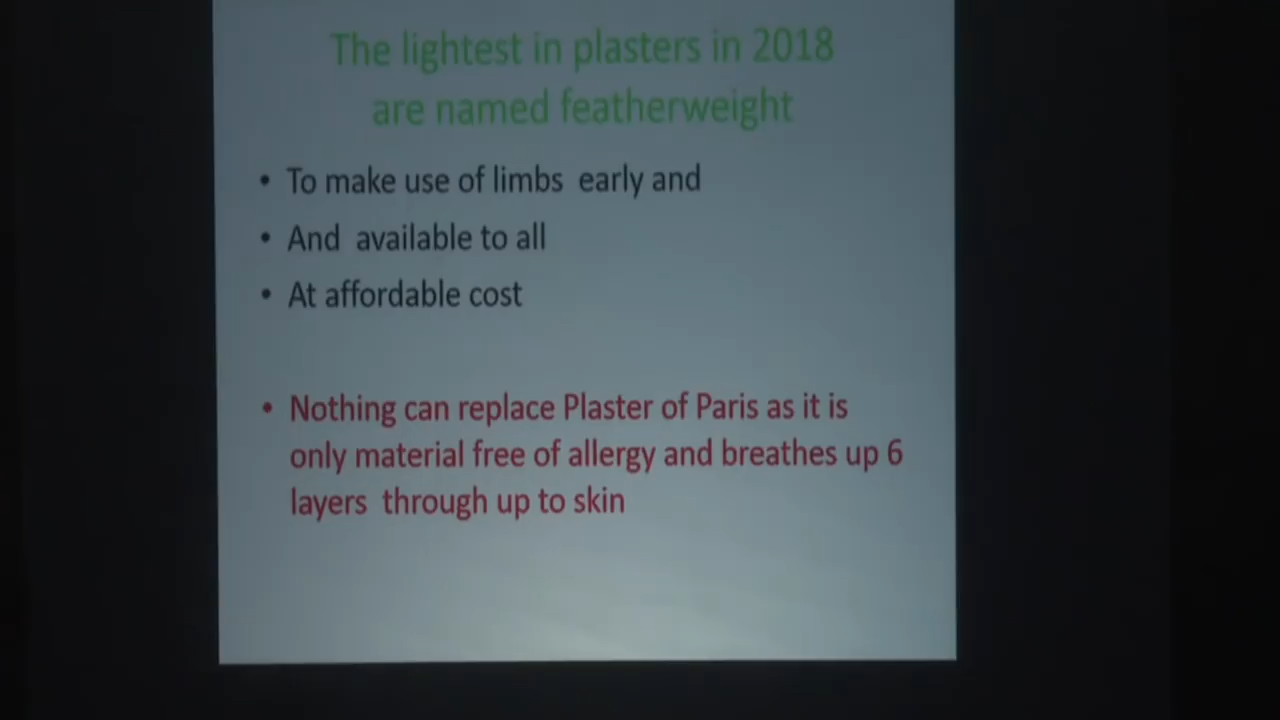 The lightest in plasters in 2018
are named featherweight
• To make use of limbs early and
• And available to all
• At affordable cost
• Nothing can replace Plaster of Paris as it is
only material free of allergy and breathes up 6
layers through up to skin